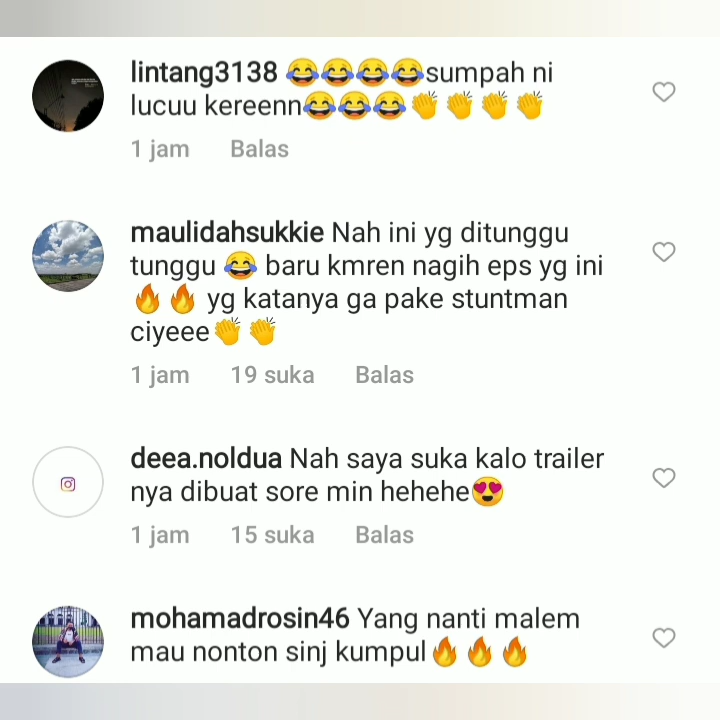 lintang3138 😂😂😂😂sumpah ni
lucuu kereenn😂😂😂👏👏👏👏
1 jam Balas
maulidahsukkie Nah ini yg ditunggu
tunggu 😂 baru kmren nagih eps yg ini
🔥🔥 yg katanya ga pake stuntman
ciyeee👏👏
1 jam 19 suka Balas
deea.noldua Nah saya suka kalo trailer
nya dibuat sore min hehehe😍
1 jam 15 suka Balas
mohamadrosin46 Yang nanti malem
mau nonton sinj kumpul🔥🔥🔥